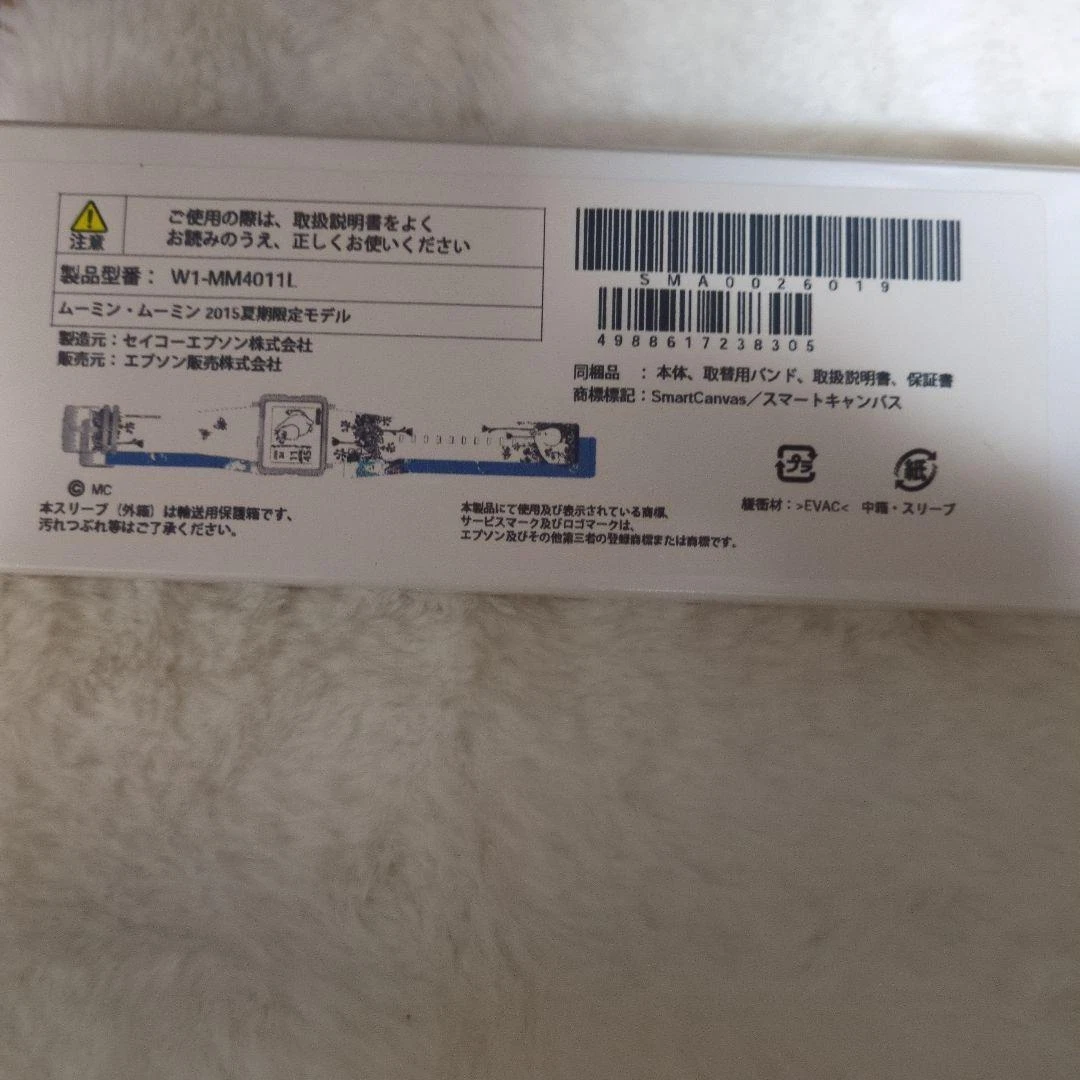 注意
ご使用の際は、取扱説明書をよく
お読みのうえ、正しくお使いください
製品型番： W1-MM4011L
ムーミン・ムーミン 2015夏期限定モデル
製造元：セイコーエプソン株式会社
販売元：エプソン販売株式会社
SMA0026019
4988617238305
同梱品 ：本体、取替用バンド、取扱説明書、保証書
商標標記：SmartCanvas／スマートキャンバス
© MC
本スリーブ（外箱）は輸送用保護箱です、
汚れつぶれ等はご了承ください。
本製品にて使用及び表示されている商標、
サービスマーク及びロゴマークは、
エプソン及びその他第三者の登録商標または商標です。
プラ
紙
緩衝材：>EVAC<
中箱・スリーブ